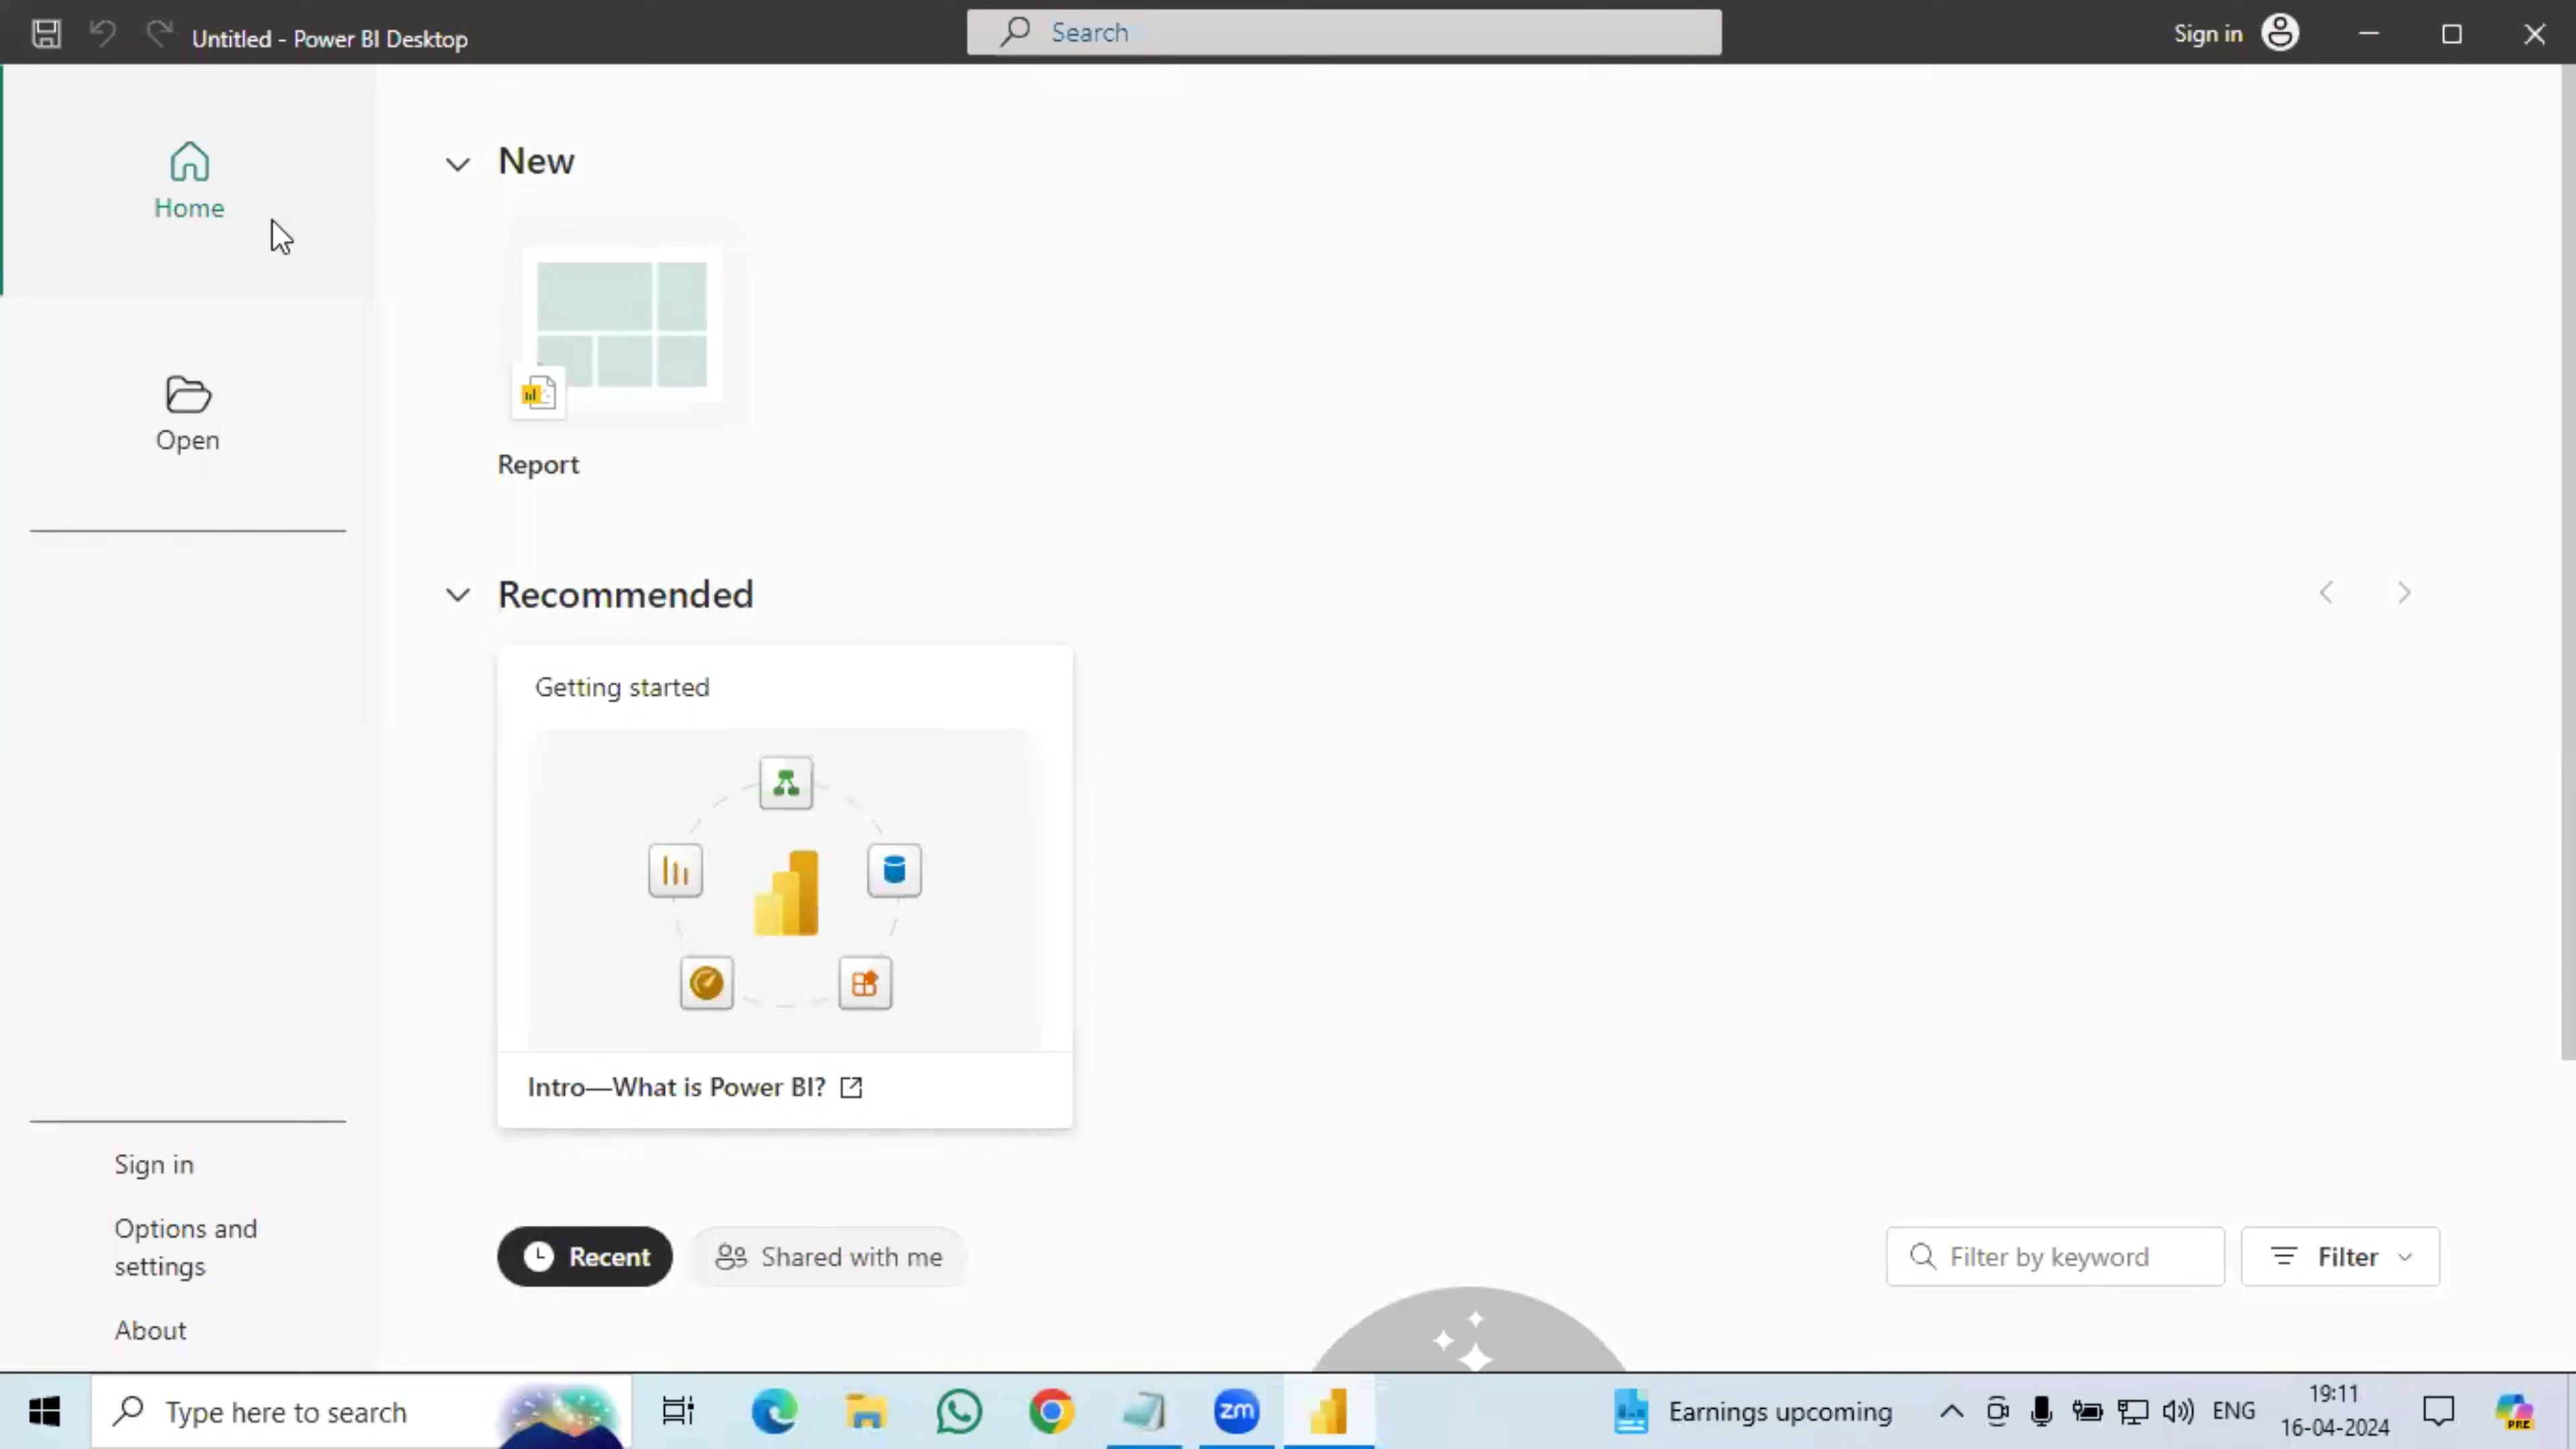 Untitled - Power BI Desktop
Search
Sign in
Home
Open
New
Report
Recommended
Getting started
Intro—What is Power BI?
Recent
Shared with me
Filter by keyword
Filter
Sign in
Options and
settings
About
Type here to search
zm
Earnings upcoming
ENG
19:11
16-04-2024
PRE